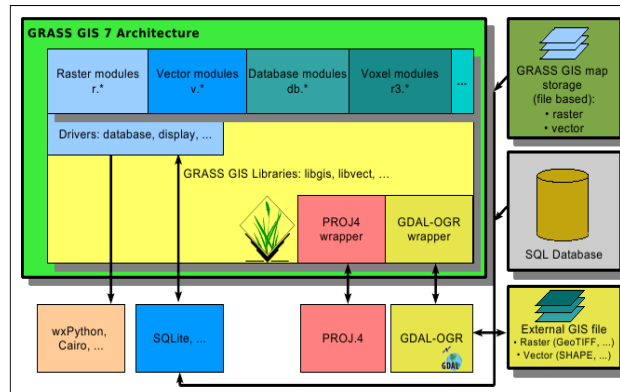 GRASS GIS 7 Architecture
Raster modules
r.*
Vector modules
v.*
Database modules
db.*
Voxel modules
r3.*
...
Drivers: database, display, ...
GRASS GIS Libraries: libgis, libvect, ...
PROJ4
wrapper
GDAL-OGR
wrapper
wxPython,
Cairo, ...
SQLite, ...
PROJ.4
GDAL-OGR
GDAL
GRASS GIS map
storage
(file based):
• raster
• vector
SQL Database
External GIS file
• Raster (GeoTIFF, ...)
• Vector (SHAPE, ...)